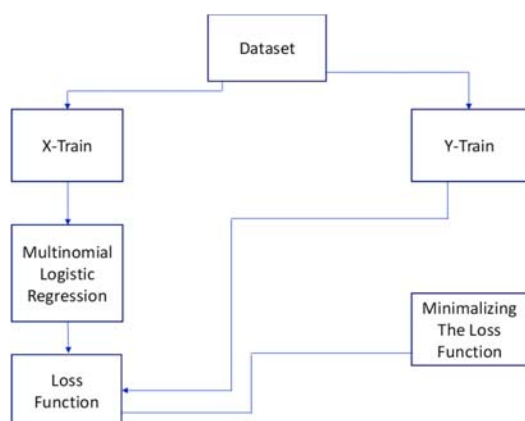 Dataset
X-Train
Y-Train
Multinomial
Logistic
Regression
Minimalizing
The Loss
Function
Loss
Function